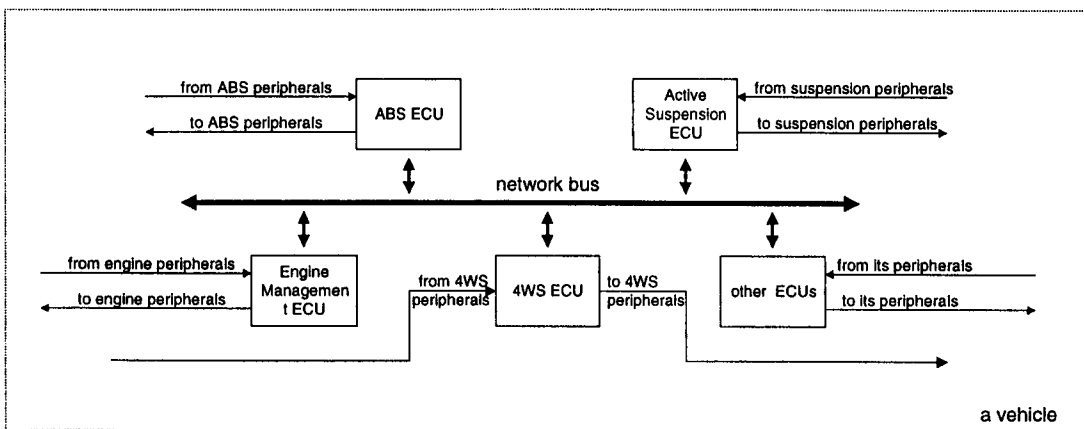 from ABS peripherals
to ABS peripherals
ABS ECU
Active
Suspension
ECU
from suspension peripherals
to suspension peripherals
network bus
from engine peripherals
to engine peripherals
Engine
Managemen
t ECU
from 4WS
peripherals
4WS ECU
to 4WS
peripherals
other ECUs
from its peripherals
to its peripherals
a vehicle